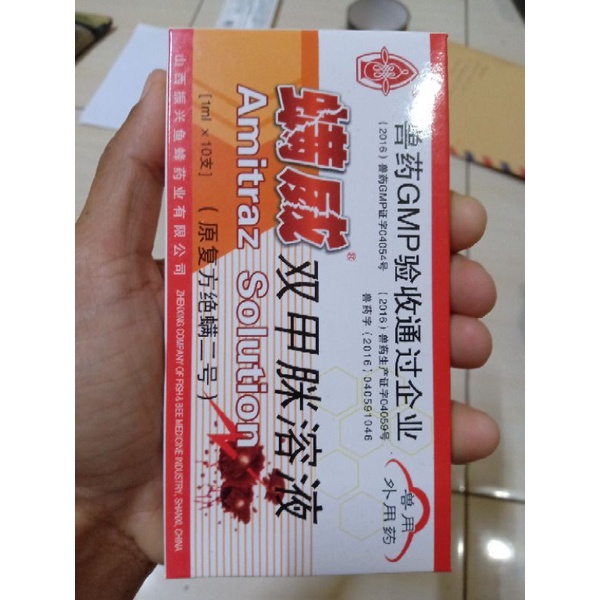 兽药GMP验收通过企业
(2016)兽药GMP证字04054号
(2016)兽药生产证字04059号
兽药字(2016)040591046
螨威®
双甲脒溶液
Amitraz Solution
[1ml×10支]
(原复方绝螨二号)
兽用
外用药
山西振兴鱼蜂药业有限公司
ZHENXING COMPANY OF FISH & BEE MEDICINE INDUSTRY, SHANXI, CHINA